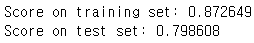 Score on training set: 0.872649
Score on test set: 0.798608